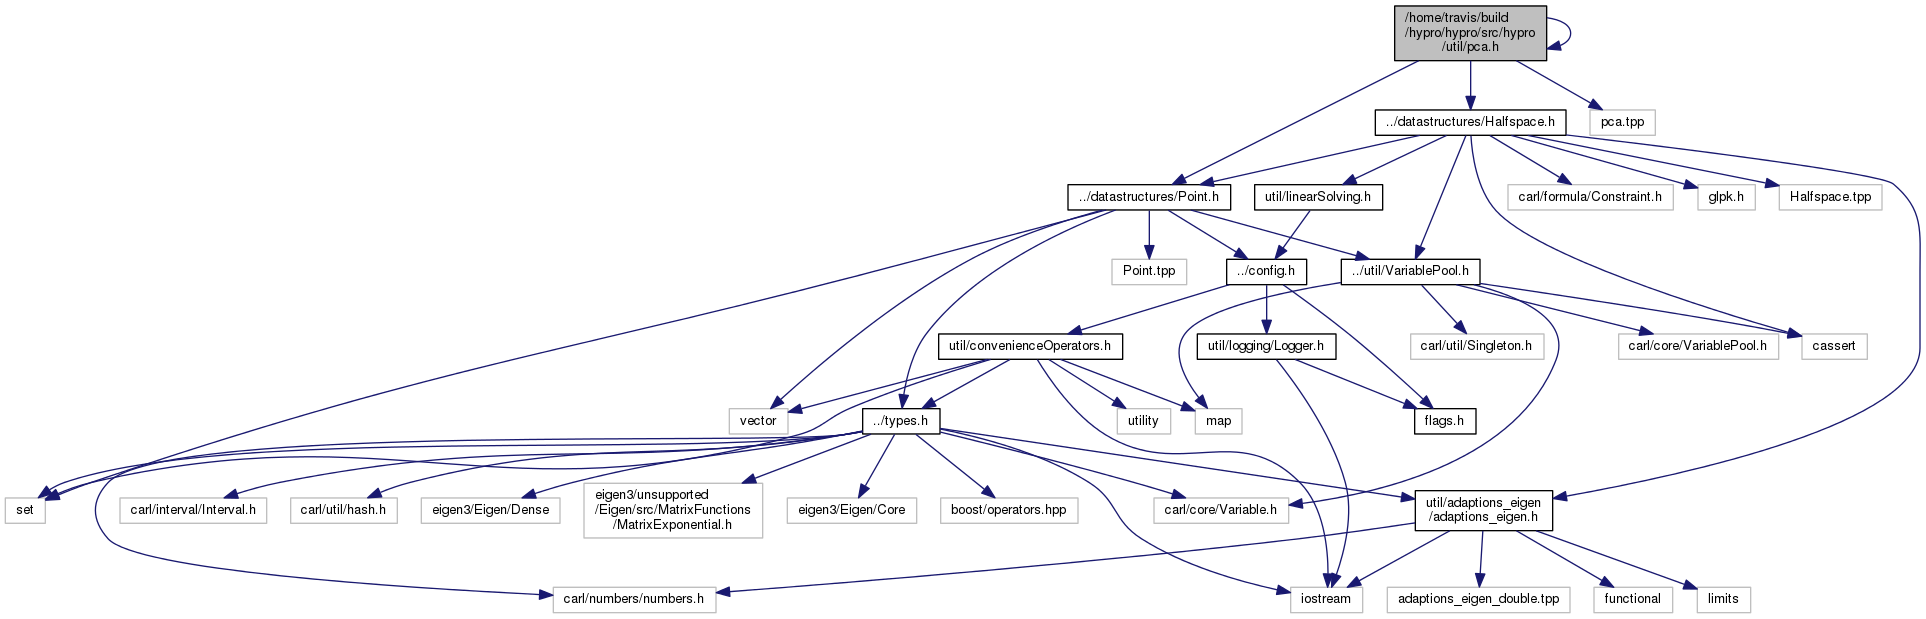 /home/travis/build
/hypro/hypro/src/hypro
/util/pca.h
../datastructures/Halfspace.h
pca.tpp
../datastructures/Point.h
util/linearSolving.h
carl/formula/Constraint.h
glpk.h
Halfspace.tpp
Point.tpp
../config.h
../util/VariablePool.h
util/convenienceOperators.h
util/logging/Logger.h
carl/util/Singleton.h
carl/core/VariablePool.h
cassert
vector
../types.h
utility
map
flags.h
set
carl/interval/Interval.h
carl/util/hash.h
eigen3/Eigen/Dense
eigen3/unsupported
/Eigen/src/MatrixFunctions
/MatrixExponential.h
eigen3/Eigen/Core
boost/operators.hpp
carl/core/Variable.h
util/adaptions_eigen
/adaptions_eigen.h
carl/numbers/numbers.h
iostream
adaptions_eigen_double.tpp
functional
limits